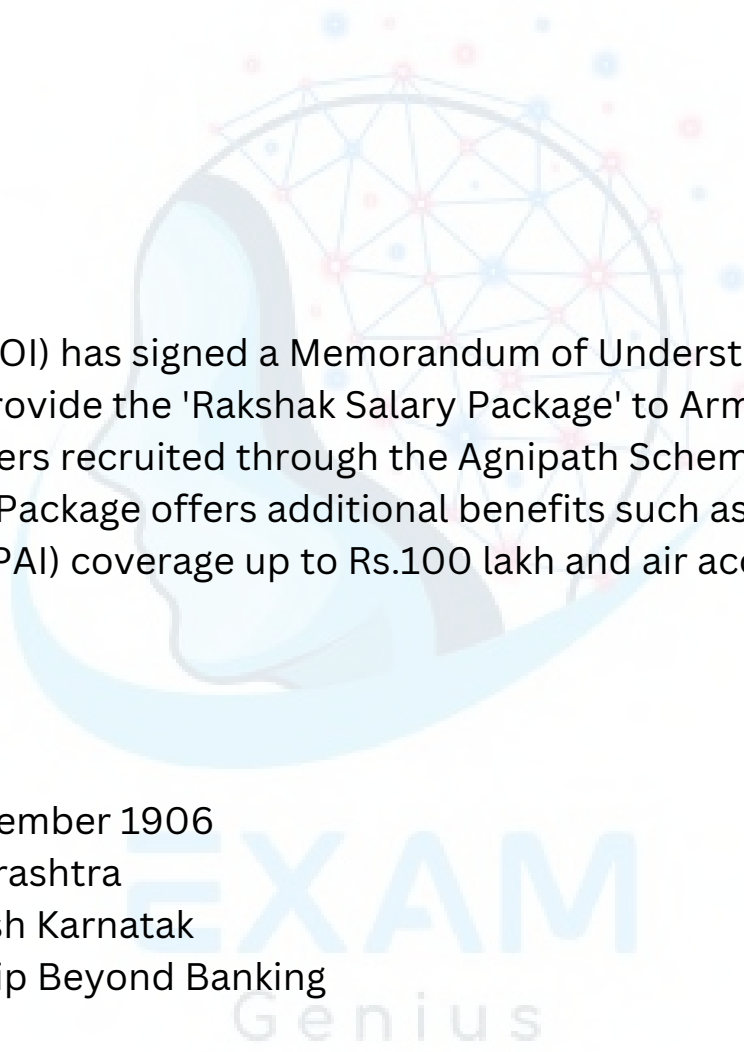 OI) has signed a Memorandum of Underst
rovide the 'Rakshak Salary Package' to Arm
ers recruited through the Agnipath Schem
Package offers additional benefits such as
PAI) coverage up to Rs.100 lakh and air acc
ember 1906
rashtra
sh Karnatak
ip Beyond Banking
EXAM
Genius